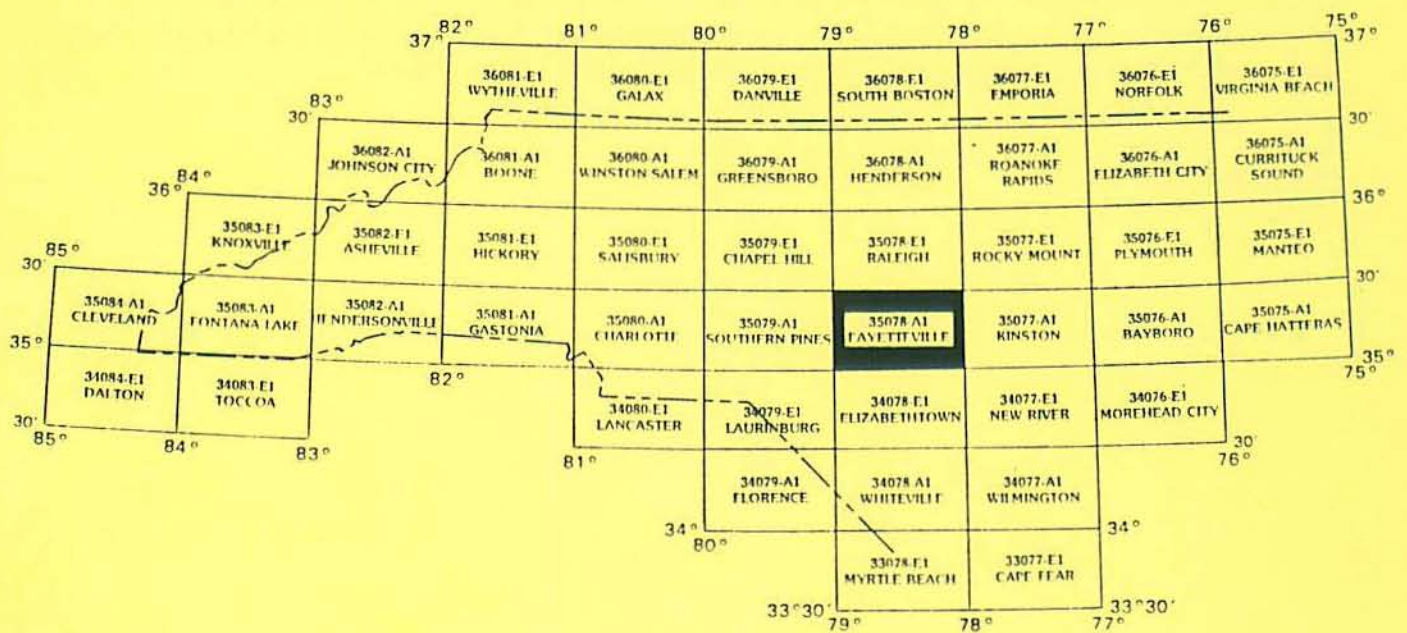 82° 81° 80° 79° 78° 77° 76° 75°
37° 37°
36081-E1 36080-E1 36079-E1 36078-E1 36077-E1 36076-E1 36075-E1
WYTHEVILLE GALAX DANVILLE SOUTH BOSTON EMPORIA NORFOLK VIRGINIA BEACH
83°
30′ 30′
36082-A1 36081-A1 36080-A1 36079-A1 36078-A1 36077-A1 36076-A1 36075-A1
JOHNSON CITY BOONE WINSTON SALEM GREENSBORO HENDERSON ROANOKE RAPIDS ELIZABETH CITY CURRITUCK SOUND
84°
36° 36°
35083-E1 35082-E1 35081-E1 35080-E1 35079-E1 35078-E1 35077-E1 35076-E1 35075-E1
KNOXVILLE ASHEVILLE HICKORY SALISBURY CHAPEL HILL RALEIGH ROCKY MOUNT PLYMOUTH MANTEO
85°
30′ 30′
35084-A1 35083-A1 35082-A1 35081-A1 35080-A1 35079-A1 35078-A1 35077-A1 35076-A1 35075-A1
CLEVELAND FONTANA LAKE HENDERSONVILLE GASTONIA CHARLOTTE SOUTHERN PINES FAYETTEVILLE KINSTON BAYBORO CAPE HATTERAS
35° 82° 35°
75°
34084-E1 34083-E1 34080-E1 34079-E1 34078-E1 34077-E1 34076-E1
DALTON TOCCOA LANCASTER LAURINBURG ELIZABETHTOWN NEW RIVER MOREHEAD CITY
30′ 30′
85° 84° 83° 81° 76°
34079-A1 34078-A1 34077-A1
FLORENCE WHITEVILLE WILMINGTON
34° 34°
80°
33078-E1 33077-E1
MYRTLE BEACH CAPE FEAR
33°30′ 33°30′
79° 78° 77°